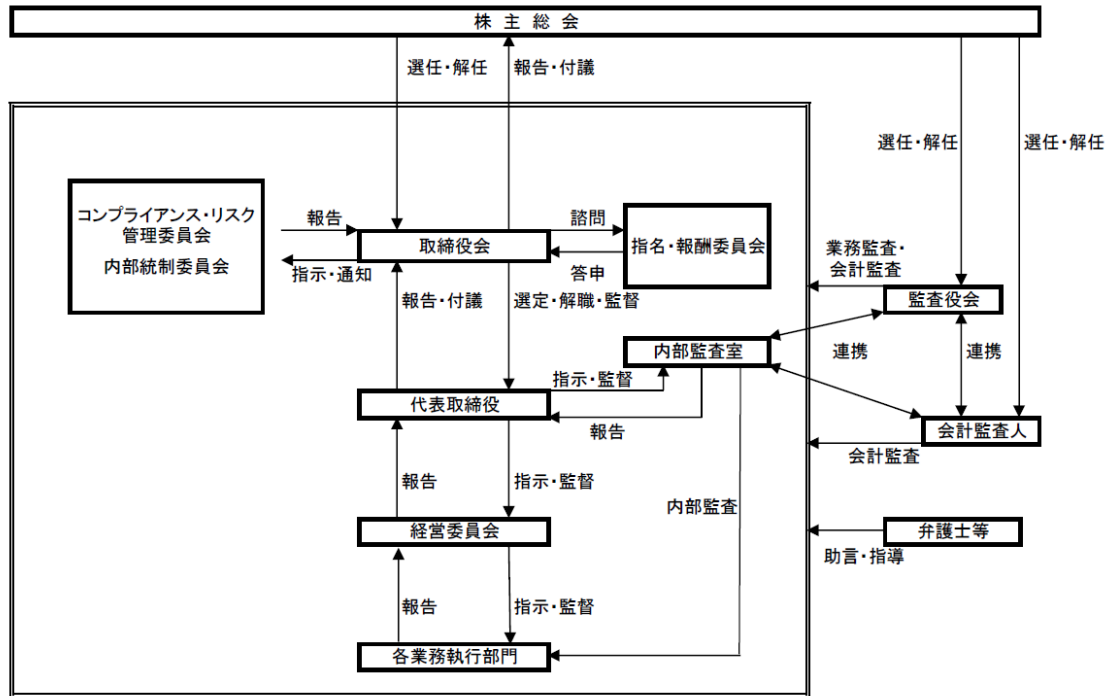 株主総会
選任・解任
報告・付議
選任・解任
選任・解任
コンプライアンス・リスク
管理委員会
内部統制委員会
報告
指示・通知
取締役会
諮問
答申
指名・報酬委員会
業務監査・
会計監査
監査役会
報告・付議
選定・解職・監督
内部監査室
連携
連携
指示・監督
代表取締役
報告
会計監査人
会計監査
報告
指示・監督
内部監査
経営委員会
弁護士等
助言・指導
報告
指示・監督
各業務執行部門